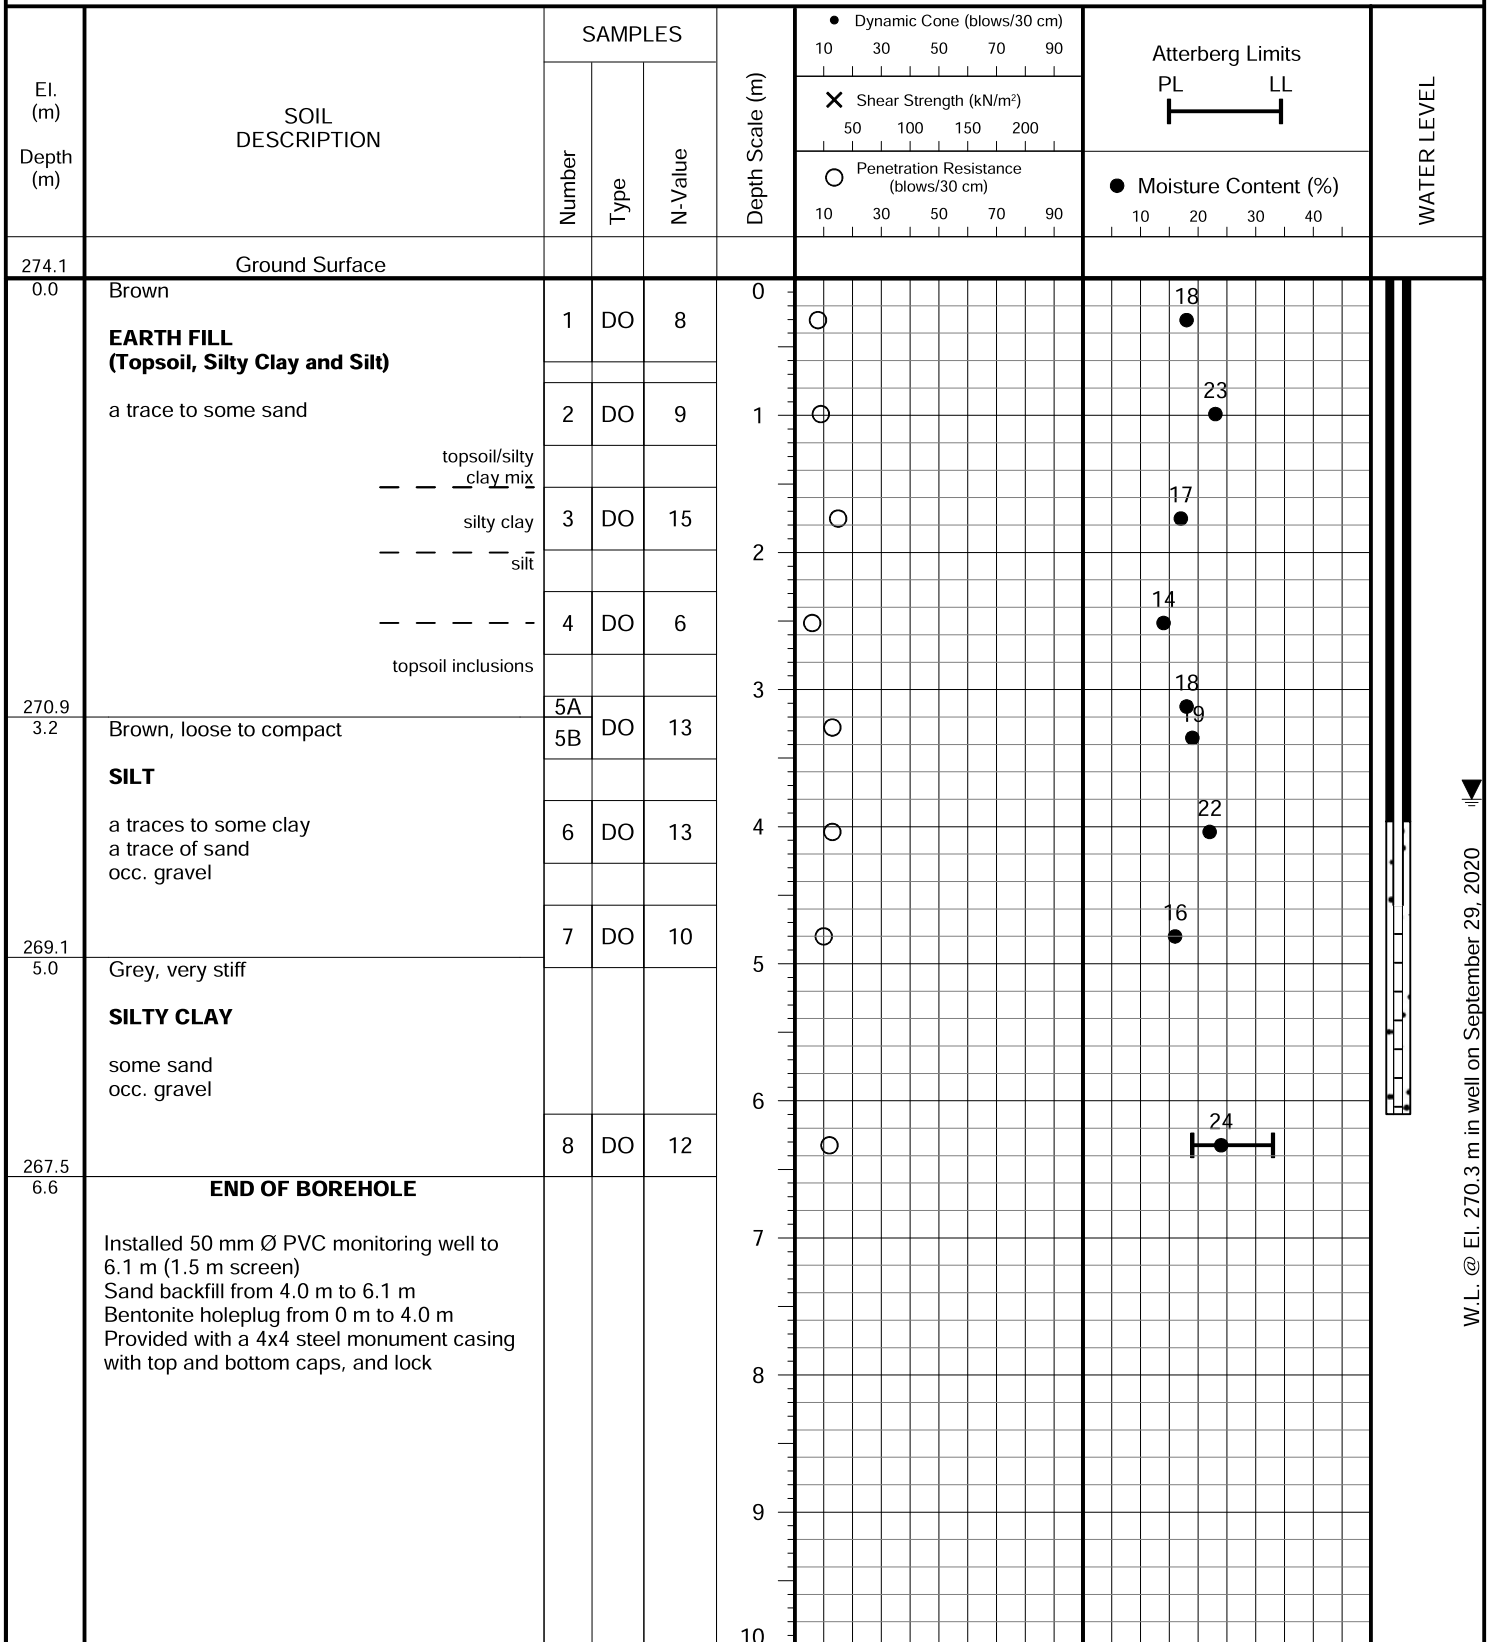 SAMPLES
El.
(m)
Depth
(m)
SOIL
DESCRIPTION
Number
Type
N-Value
Depth Scale (m)
Dynamic Cone (blows/30 cm)
10 30 50 70 90
Shear Strength (kN/m²)
50 100 150 200
Penetration Resistance
(blows/30 cm)
10 30 50 70 90
Atterberg Limits
PL LL
Moisture Content (%)
10 20 30 40
WATER LEVEL
274.1 Ground Surface
0.0 Brown
0
18
1 DO 8
EARTH FILL
(Topsoil, Silty Clay and Silt)
23
a trace to some sand
2 DO 9
1
topsoil/silty
clay mix
17
silty clay
3 DO 15
2
silt
14
4 DO 6
topsoil inclusions
3
18
270.9
5A
19
3.2 Brown, loose to compact
5B
DO 13
SILT
22
a traces to some clay
a trace of sand
occ. gravel
6 DO 13
4
16
7 DO 10
269.1
5.0 Grey, very stiff
5
SILTY CLAY
some sand
occ. gravel
6
24
8 DO 12
267.5
6.6 END OF BOREHOLE
Installed 50 mm Ø PVC monitoring well to
6.1 m (1.5 m screen)
Sand backfill from 4.0 m to 6.1 m
Bentonite holeplug from 0 m to 4.0 m
Provided with a 4x4 steel monument casing
with top and bottom caps, and lock
7
8
9
10
W.L. @ El. 270.3 m in well on September 29, 2020